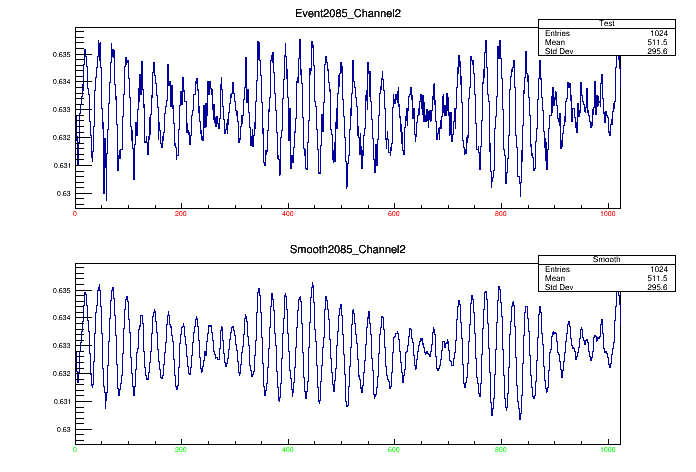 Event2085_Channel2
Test
Entries 1024
Mean 511.5
Std Dev 295.6
0.635
0.634
0.633
0.632
0.631
0.63
0 200 400 600 800 1000
Smooth2085_Channel2
Smooth
Entries 1024
Mean 511.5
Std Dev 295.6
0.635
0.634
0.633
0.632
0.631
0.63
0 200 400 600 800 1000